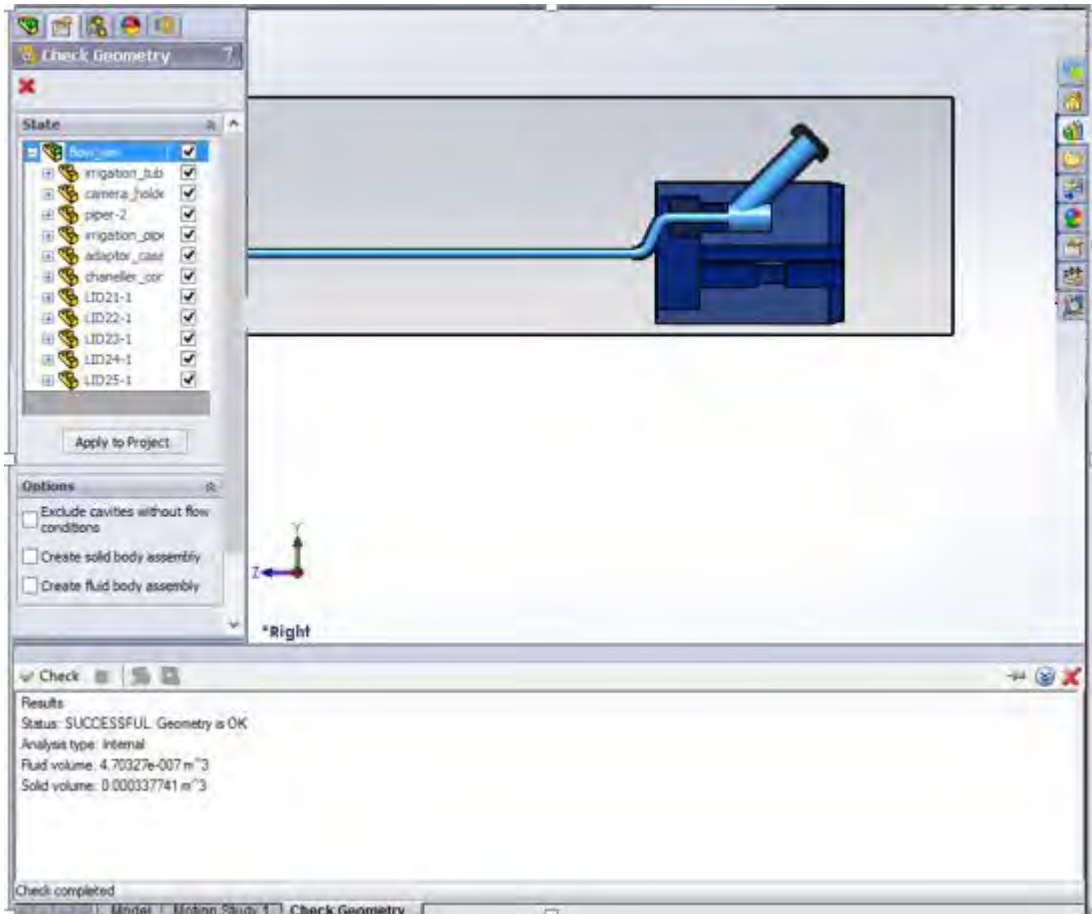 Check Geometry
?
State
irrigation_tub
camera_holde
piper-2
irrigation_pipe
adaptor_case
chaneller_cor
LID21-1
LID22-1
LID23-1
LID24-1
LID25-1
Apply to Project
Options
Exclude cavities without flow
conditions
Create solid body assembly
Create fluid body assembly
Y
Z
*Right
Check
Results
Status: SUCCESSFUL. Geometry is OK
Analysis type: Internal
Fluid volume: 4.70327e-007 m^3
Solid volume: 0.000337741 m^3
Check completed
Model
Motion Study 1
Check Geometry